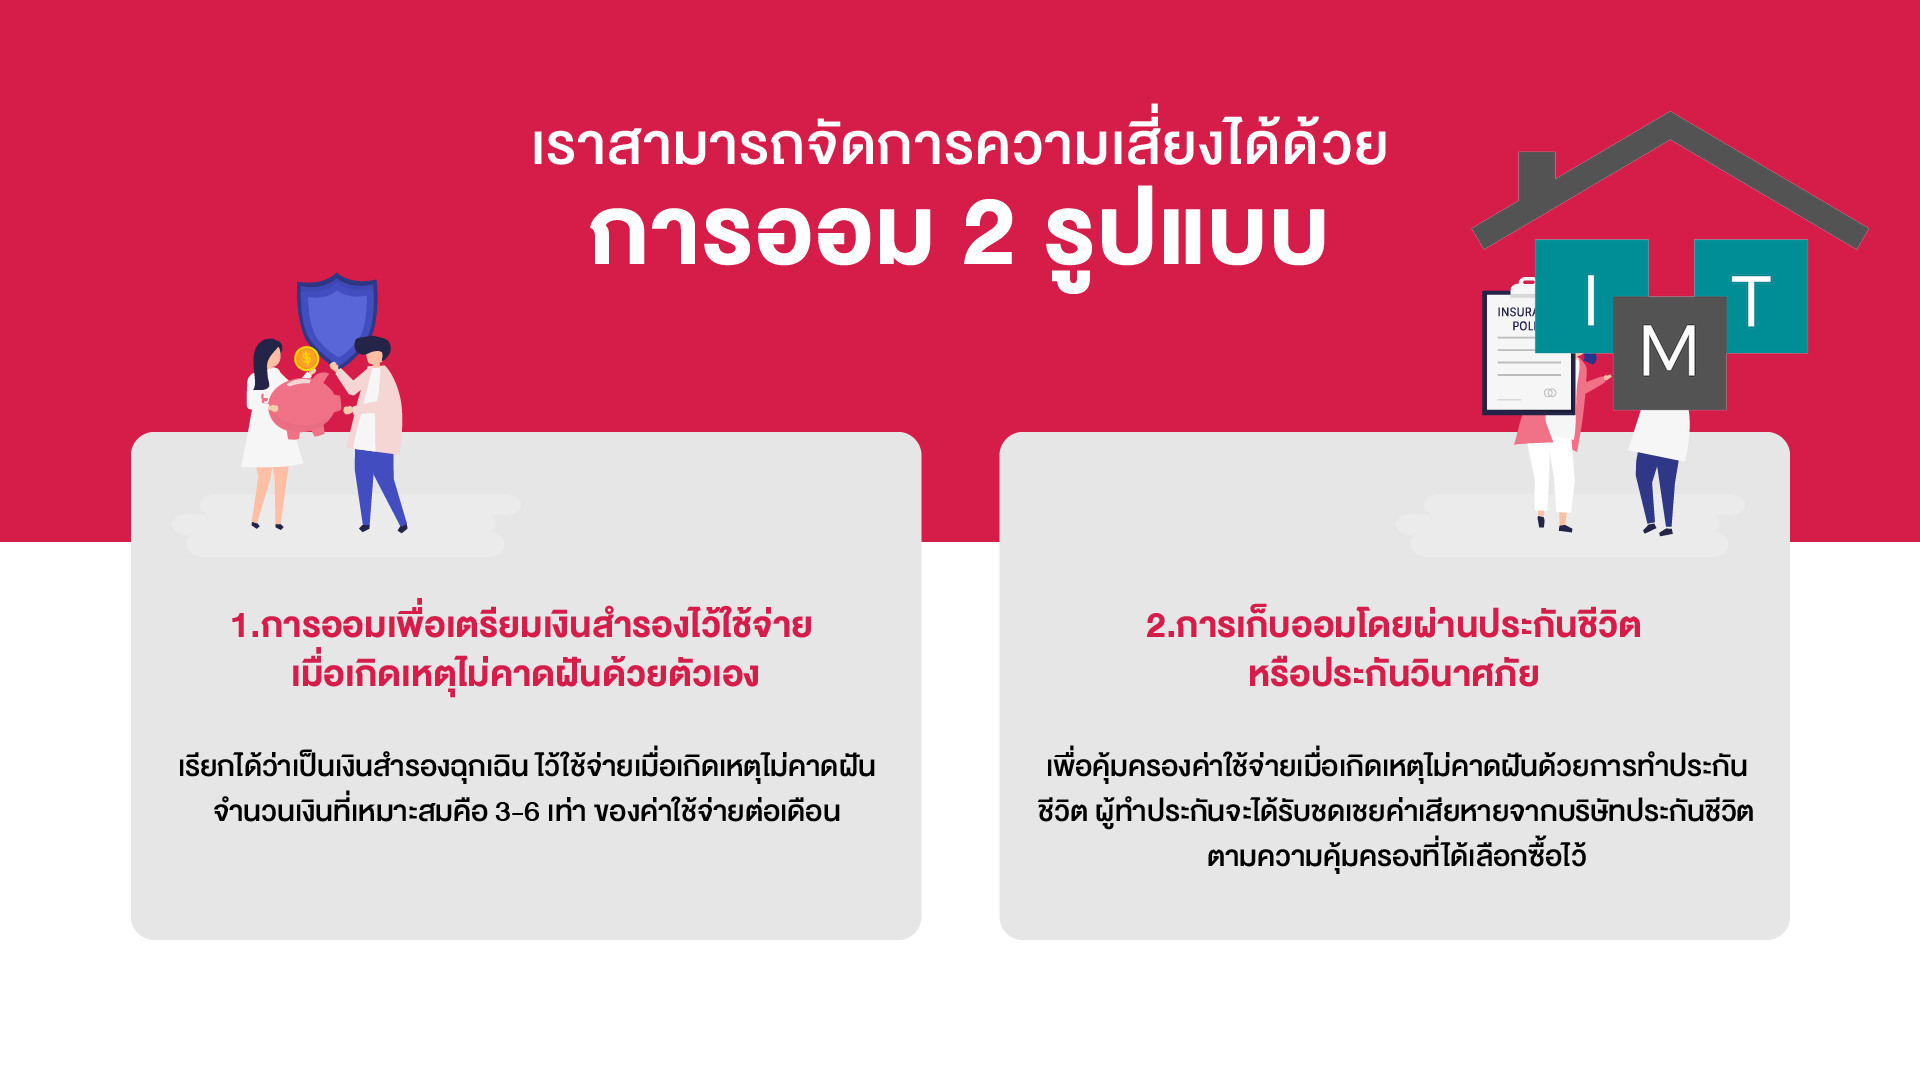 เราสามารถจัดการความเสี่ยงได้ด้วย
การออม 2 รูปแบบ
I
T
M
1.การออมเพื่อเตรียมเงินสำรองไว้ใช้จ่าย
เมื่อเกิดเหตุไม่คาดฝันด้วยตัวเอง
เรียกได้ว่าเป็นเงินสำรองฉุกเฉิน ไว้ใช้จ่ายเมื่อเกิดเหตุไม่คาดฝัน
จำนวนเงินที่เหมาะสมคือ 3-6 เท่า ของค่าใช้จ่ายต่อเดือน
2.การเก็บออมโดยผ่านประกันชีวิต
หรือประกันวินาศภัย
เพื่อคุ้มครองค่าใช้จ่ายเมื่อเกิดเหตุไม่คาดฝันด้วยการทำประกัน
ชีวิต ผู้ทำประกันจะได้รับชดเชยค่าเสียหายจากบริษัทประกันชีวิต
ตามความคุ้มครองที่ได้เลือกซื้อไว้